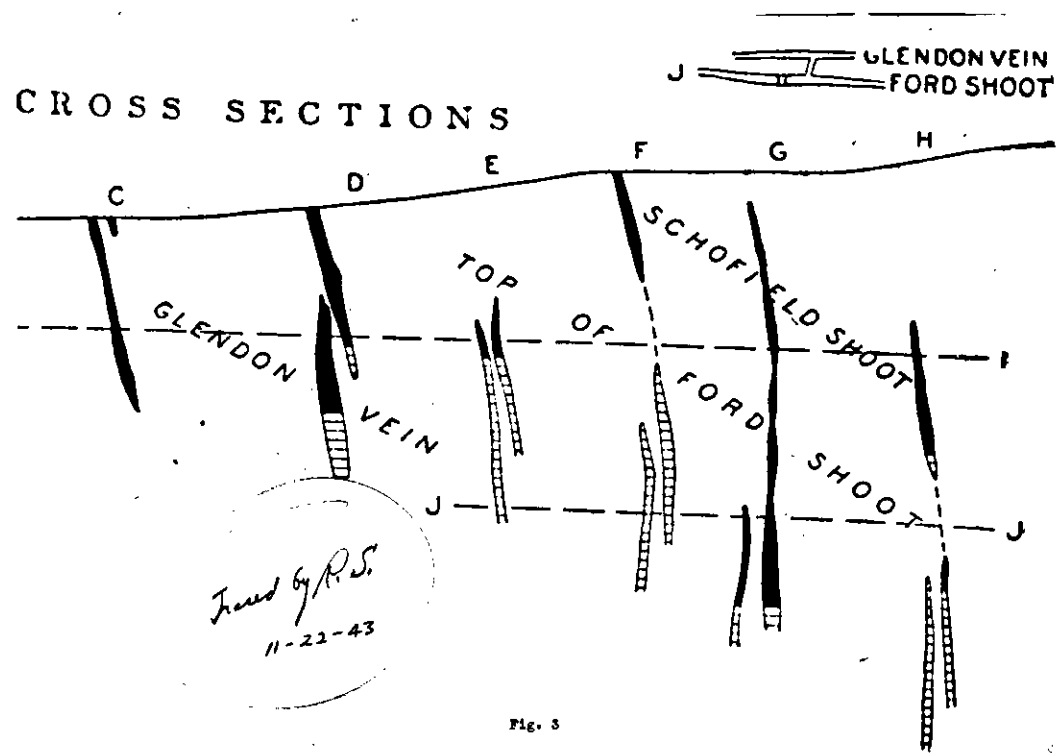 GLENDON VEIN
J FORD SHOOT
CROSS SECTIONS
C D E F G H
SCHOFIELD SHOOT
TOP OF FORD SHOOT
GLENDON VEIN
I
J J
Traced by R.S.
11-22-43
Fig. 3